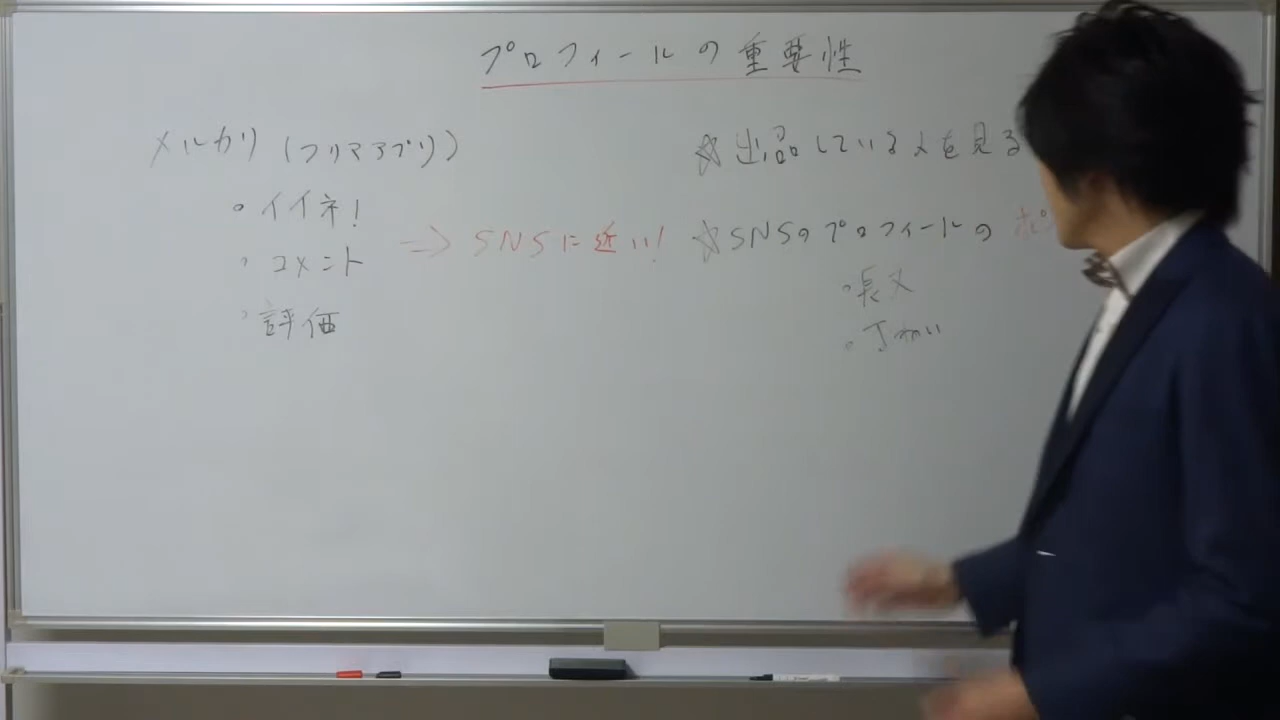 プロフィールの重要性
メルカリ (フリマアプリ)
・イイネ!
・コメント
・評価
⇒ SNSに近い!
☆出品している人を見る
☆SNSのプロフィールの ポ
・長文
・丁ねい